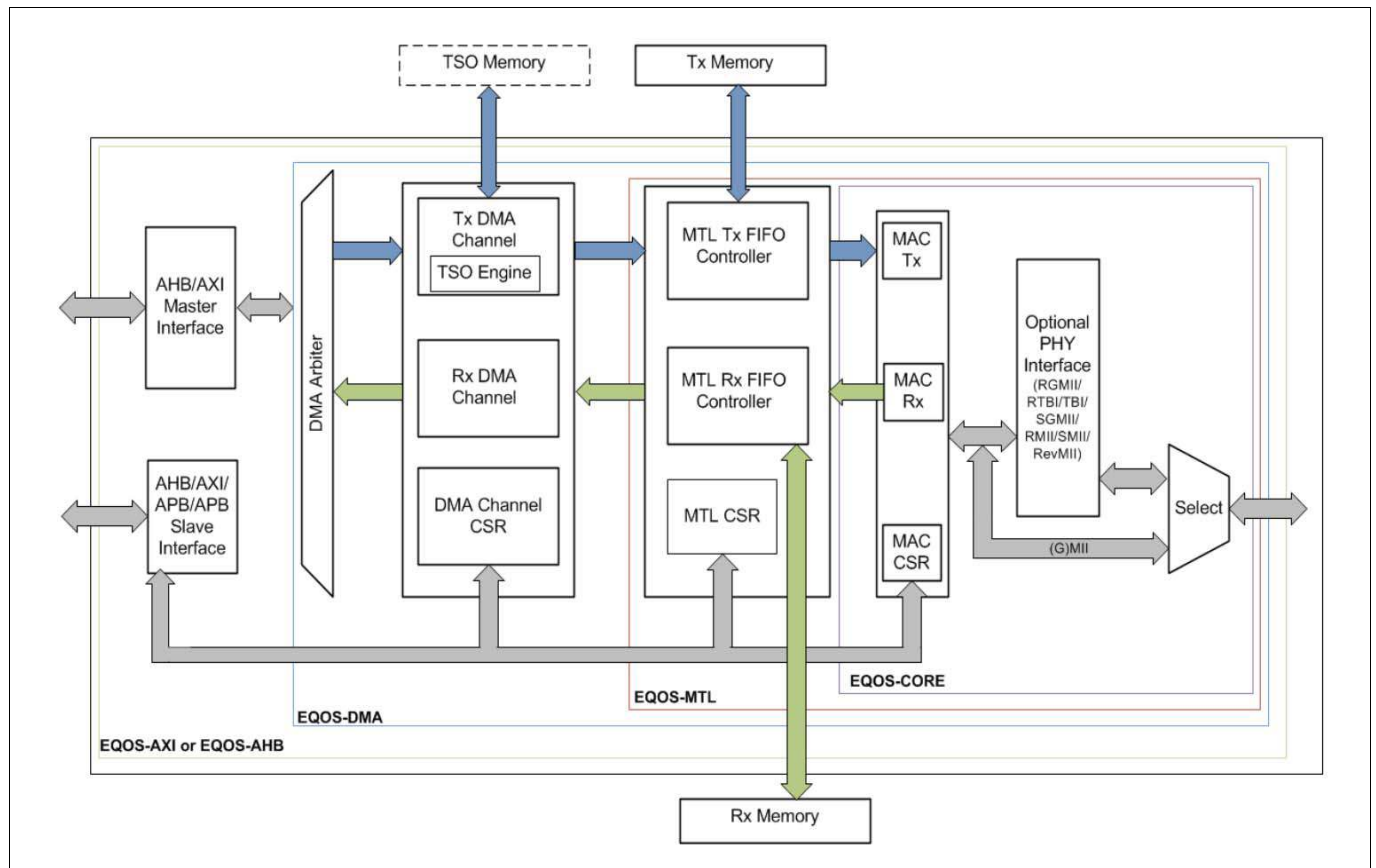 TSO Memory
Tx Memory
Tx DMA
Channel
TSO Engine
MTL Tx FIFO
Controller
MAC
Tx
AHB/AXI
Master
Interface
DMA Arbiter
Rx DMA
Channel
MTL Rx FIFO
Controller
MAC
Rx
Optional
PHY
Interface
(RGMII/
RTBI/TBI/
SGMII/
RMII/SMII/
RevMII)
AHB/AXI/
APB/APB
Slave
Interface
DMA Channel
CSR
MTL CSR
MAC
CSR
(G)MII
Select
EQOS-CORE
EQOS-MTL
EQOS-DMA
EQOS-AXI or EQOS-AHB
Rx Memory